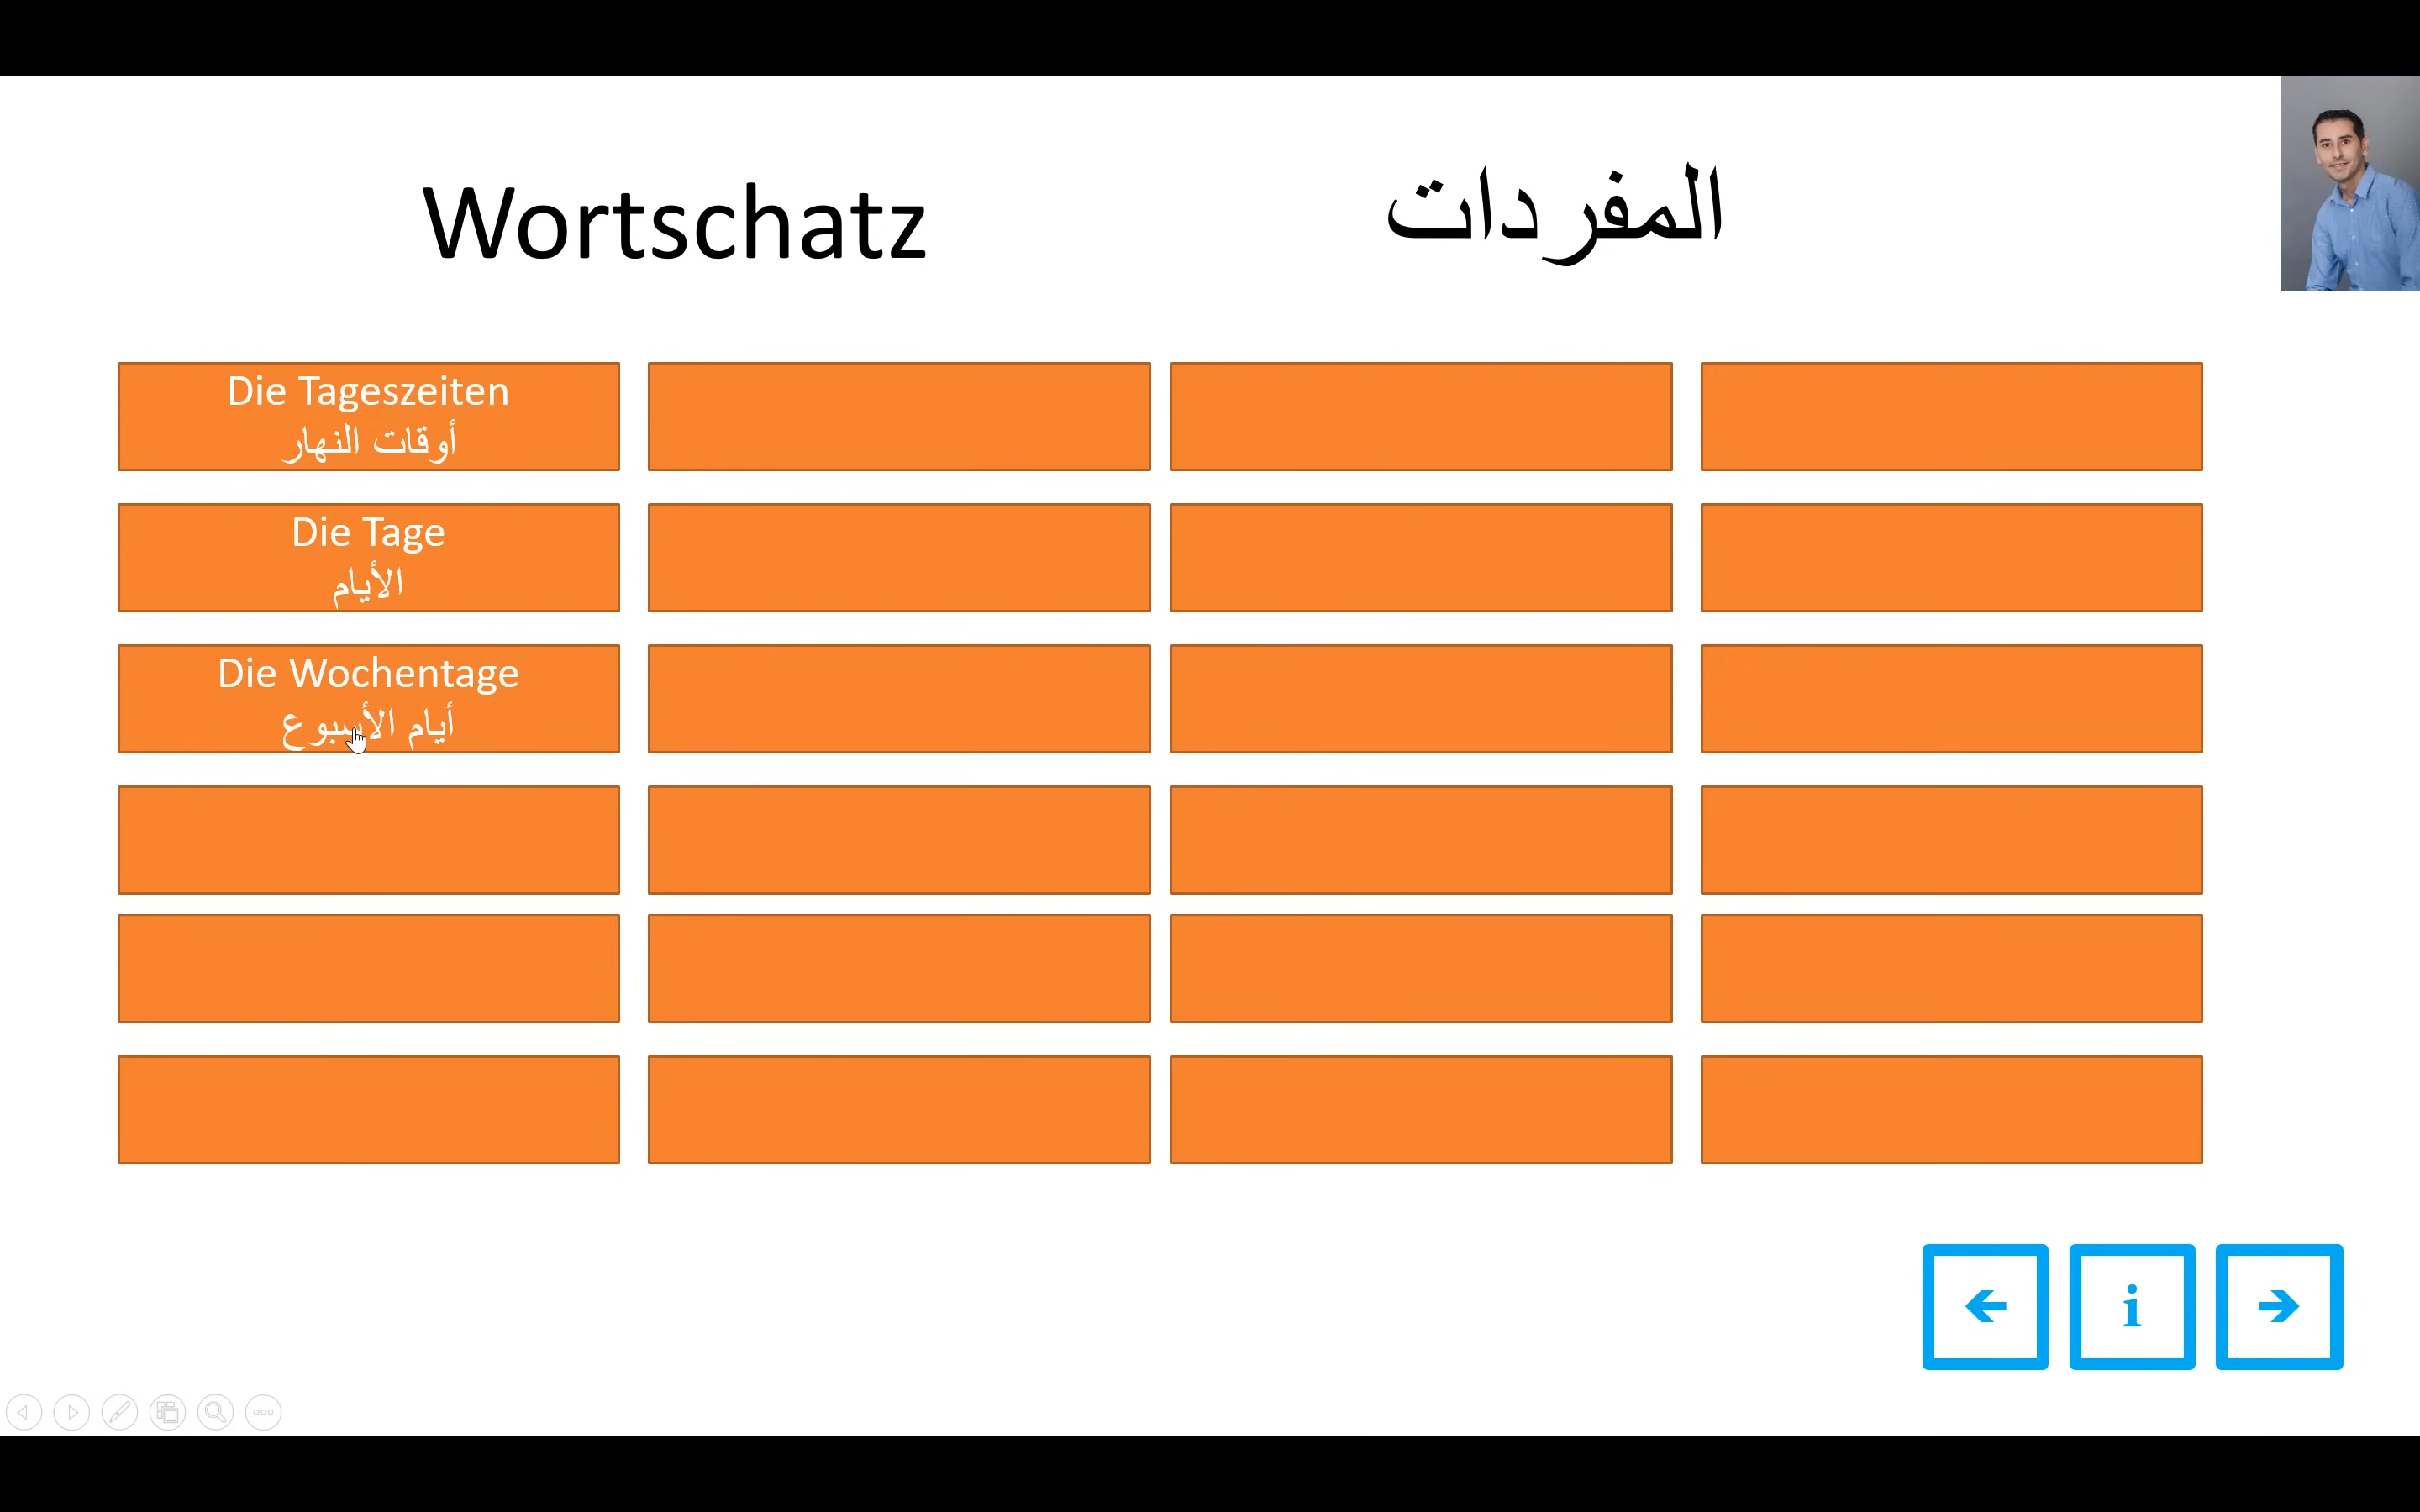 Wortschatz
المفردات
Die Tageszeiten
أوقات النهار
Die Tage
الأيام
Die Wochentage
أيام الأسبوع
i